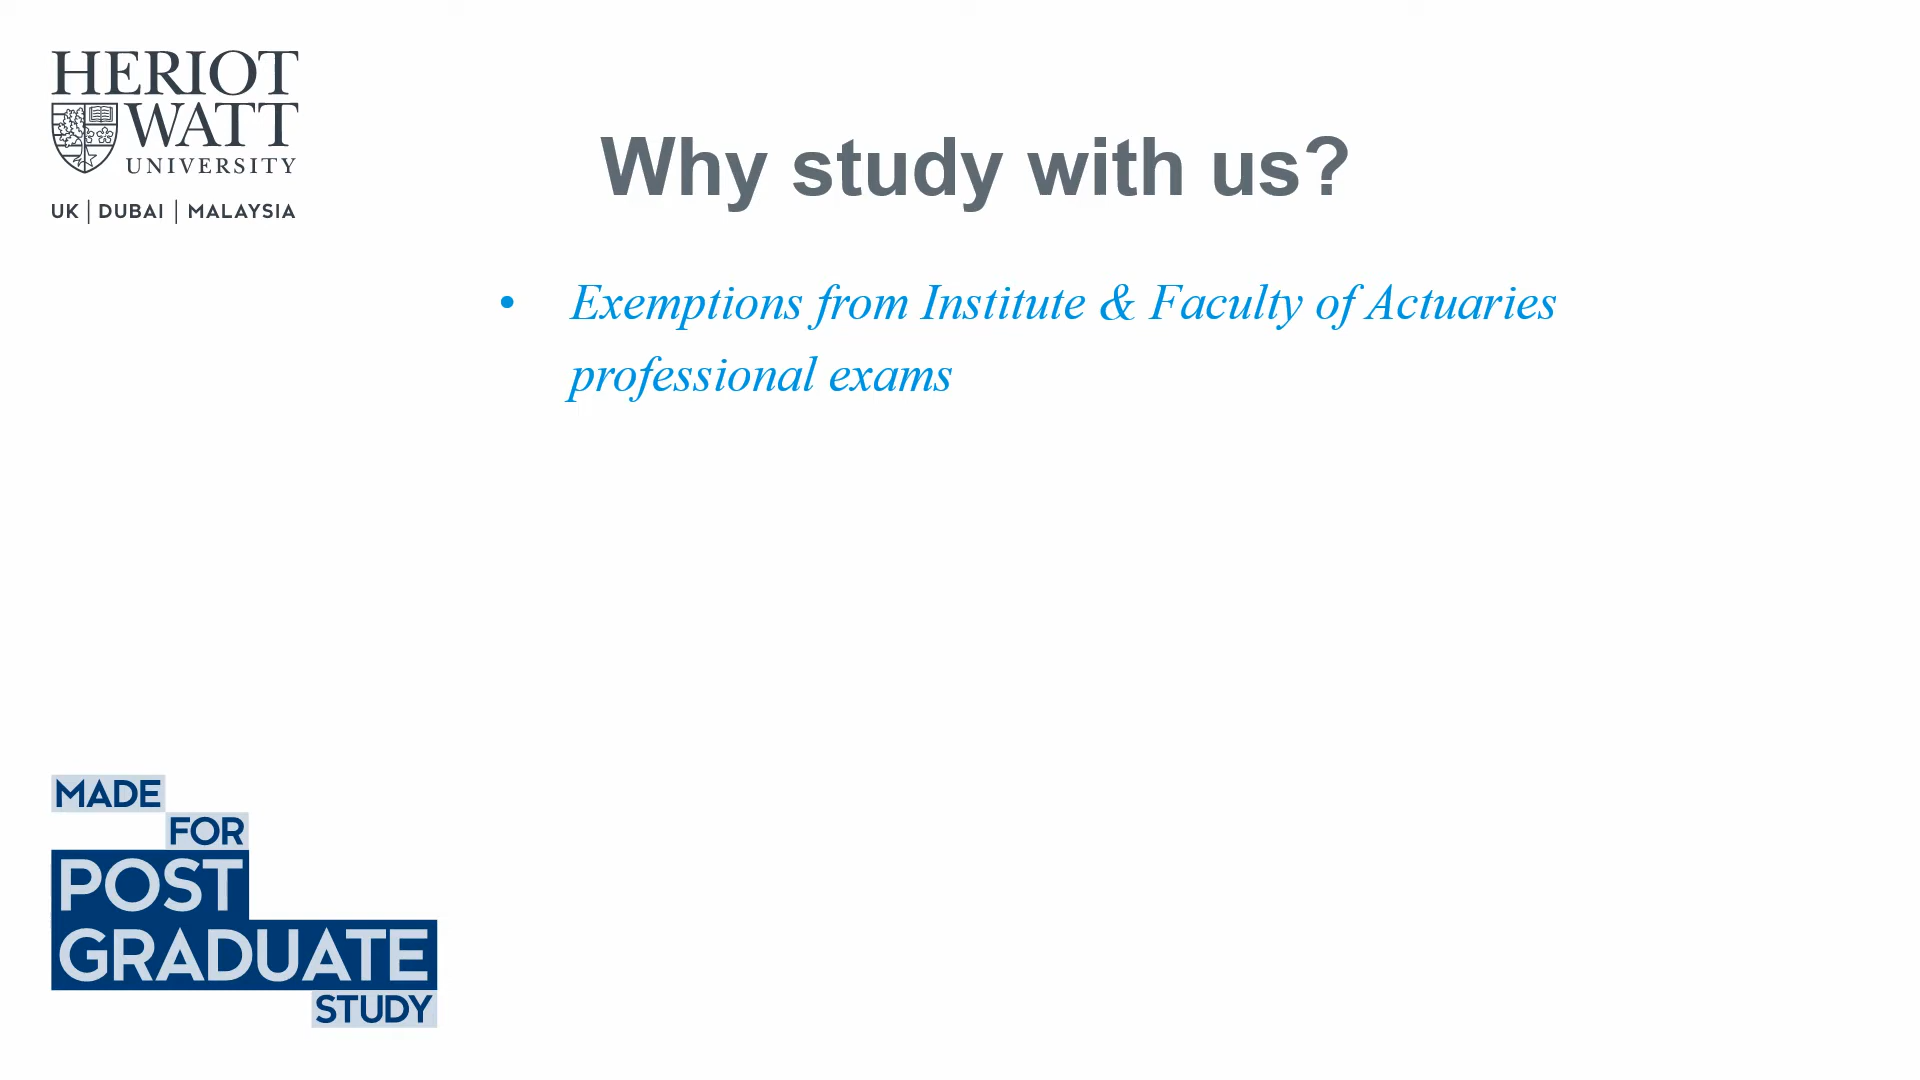 HERIOT
WATT
UNIVERSITY
UK | DUBAI | MALAYSIA
Why study with us?
• Exemptions from Institute & Faculty of Actuaries
professional exams
MADE
FOR
POST
GRADUATE
STUDY